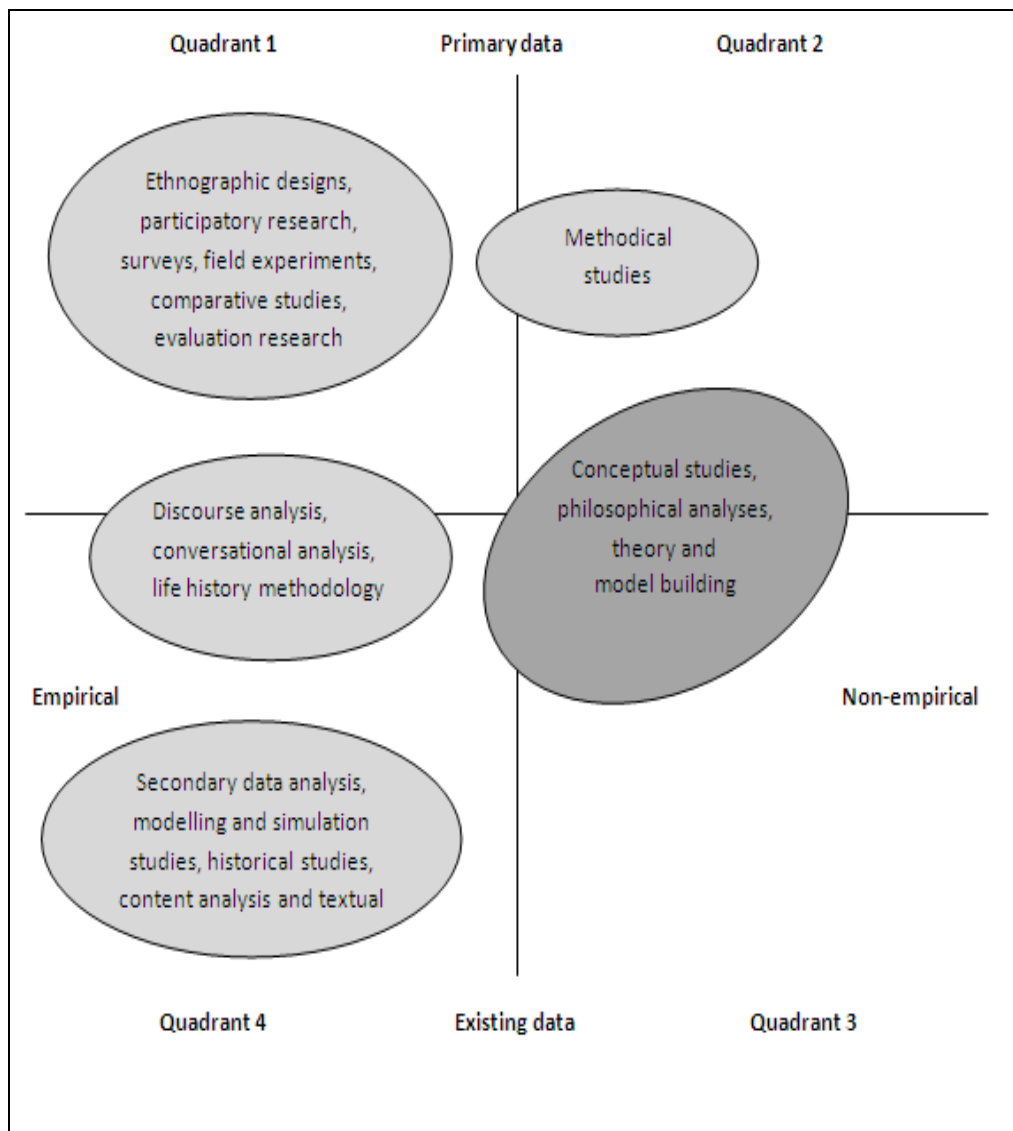 Quadrant 1 Primary data Quadrant 2
Ethnographic designs,
participatory research,
surveys, field experiments,
comparative studies,
evaluation research
Methodical
studies
Discourse analysis,
conversational analysis,
life history methodology
Conceptual studies,
philosophical analyses,
theory and
model building
Empirical Non-empirical
Secondary data analysis,
modelling and simulation
studies, historical studies,
content analysis and textual
Quadrant 4 Existing data Quadrant 3